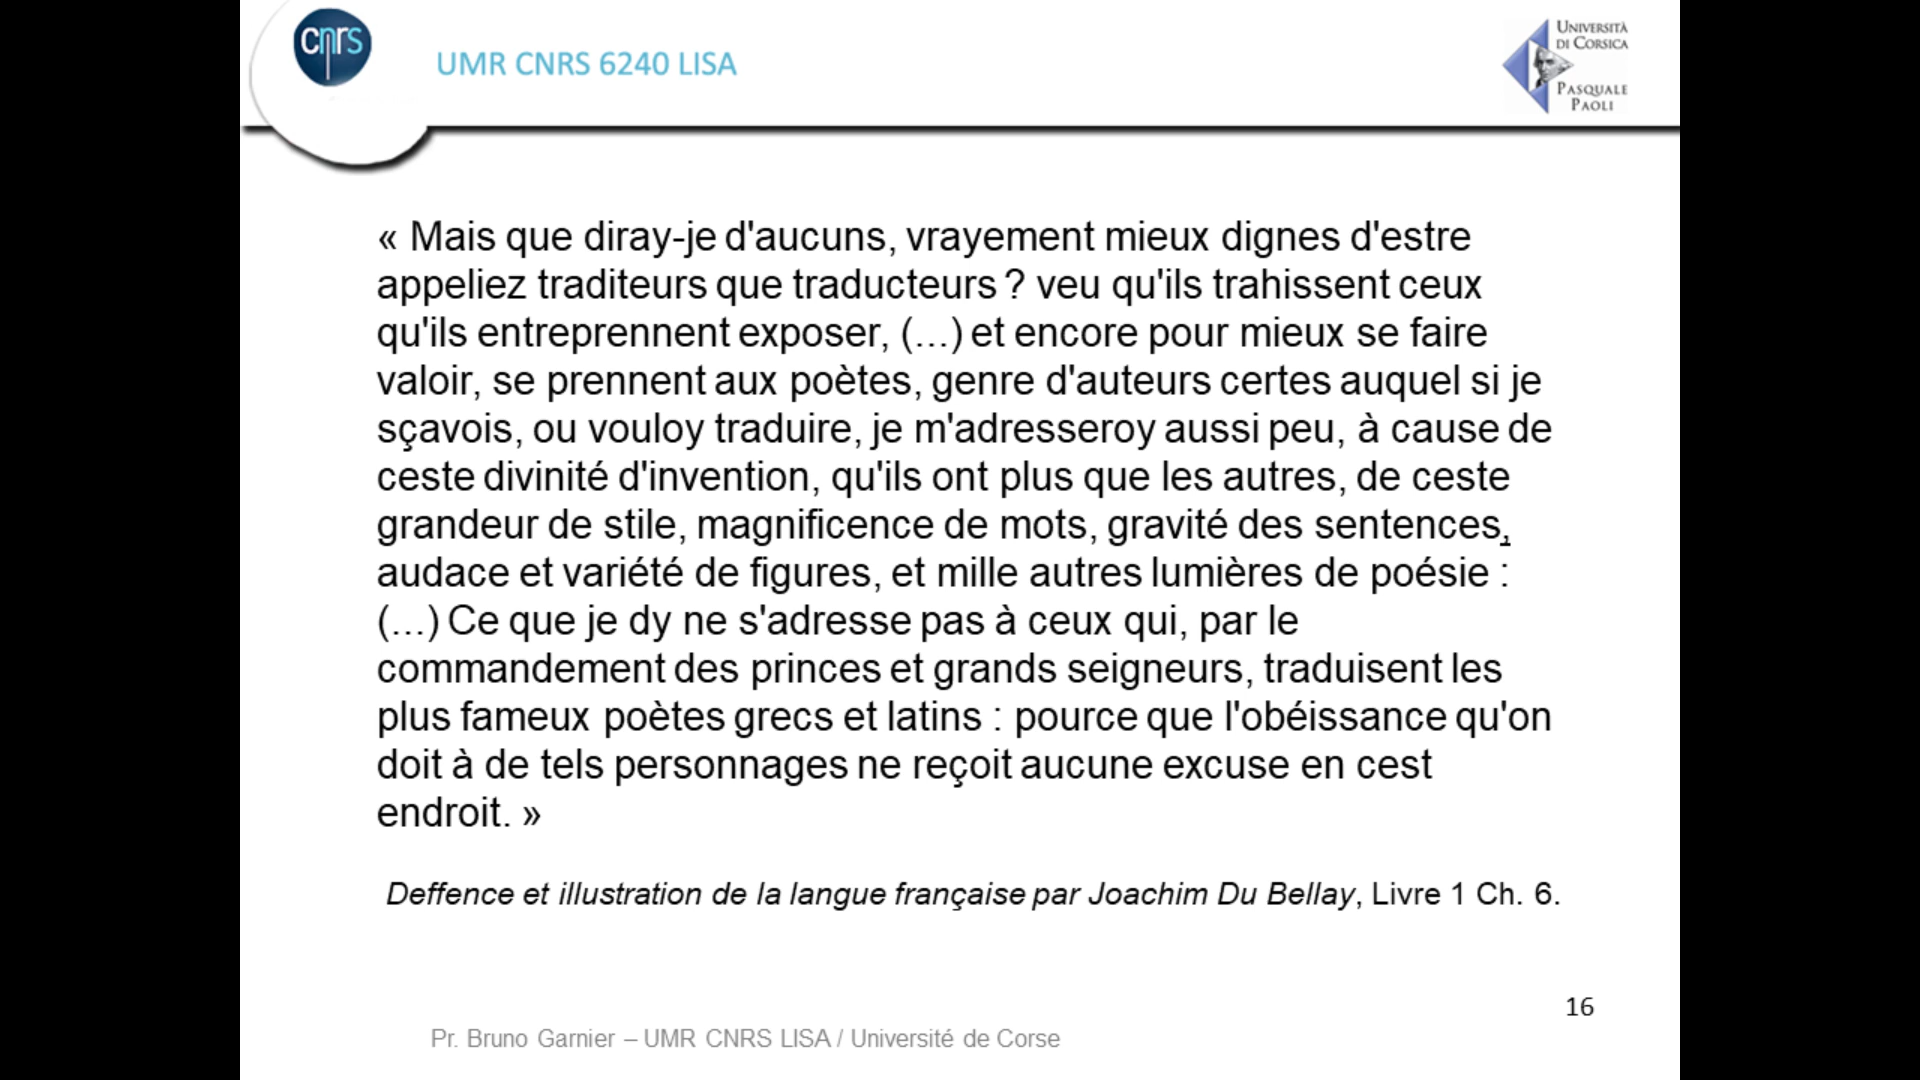 cnrs
UMR CNRS 6240 LISA
UNIVERSITÀ
DI CORSICA
PASQUALE
PAOLI
« Mais que diray-je d'aucuns, vrayement mieux dignes d'estre
appeliez traditeurs que traducteurs ? veu qu'ils trahissent ceux
qu'ils entreprennent exposer, (...) et encore pour mieux se faire
valoir, se prennent aux poètes, genre d'auteurs certes auquel si je
sçavois, ou vouloy traduire, je m'adresseroy aussi peu, à cause de
ceste divinité d'invention, qu'ils ont plus que les autres, de ceste
grandeur de stile, magnificence de mots, gravité des sentences,
audace et variété de figures, et mille autres lumières de poésie :
(...) Ce que je dy ne s'adresse pas à ceux qui, par le
commandement des princes et grands seigneurs, traduisent les
plus fameux poètes grecs et latins : pource que l'obéissance qu'on
doit à de tels personnages ne reçoit aucune excuse en cest
endroit. »
Deffence et illustration de la langue française par Joachim Du Bellay, Livre 1 Ch. 6.
16
Pr. Bruno Garnier – UMR CNRS LISA / Université de Corse